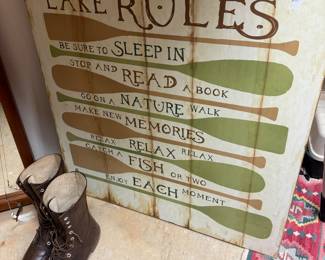 LAKE RULES
BE SURE TO SLEEP IN
STOP AND READ A BOOK
GO ON A NATURE WALK
MAKE NEW MEMORIES
RELAX RELAX RELAX
CATCH A FISH OR TWO
ENJOY EACH MOMENT